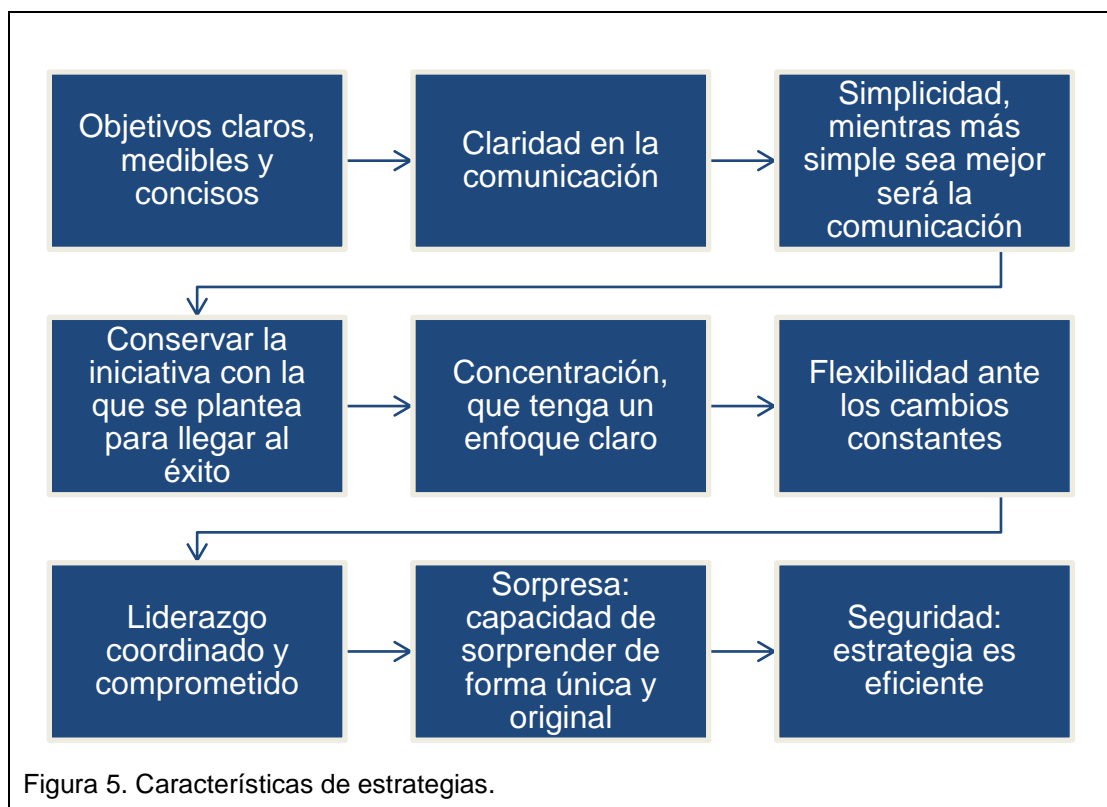 Objetivos claros,
medibles y
concisos
Claridad en la
comunicación
Simplicidad,
mientras más
simple sea mejor
será la
comunicación
Conservar la
iniciativa con la
que se plantea
para llegar al
éxito
Concentración,
que tenga un
enfoque claro
Flexibilidad ante
los cambios
constantes
Liderazgo
coordinado y
comprometido
Sorpresa:
capacidad de
sorprender de
forma única y
original
Seguridad:
estrategia es
eficiente
Figura 5. Características de estrategias.